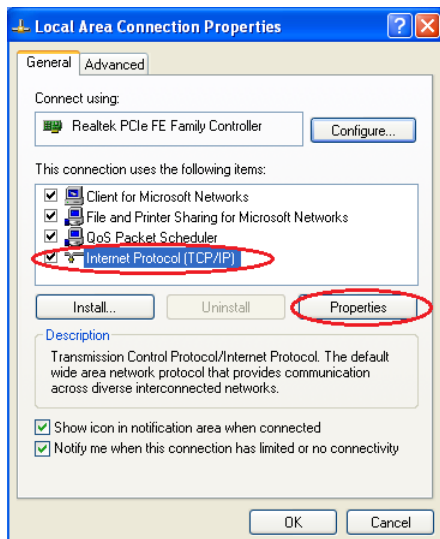 Local Area Connection Properties
General Advanced
Connect using:
Realtek PCIe FE Family Controller Configure...
This connection uses the following items:
Client for Microsoft Networks
File and Printer Sharing for Microsoft Networks
QoS Packet Scheduler
Internet Protocol (TCP/IP)
Install... Uninstall Properties
Description
Transmission Control Protocol/Internet Protocol. The default
wide area network protocol that provides communication
across diverse interconnected networks.
Show icon in notification area when connected
Notify me when this connection has limited or no connectivity
OK Cancel